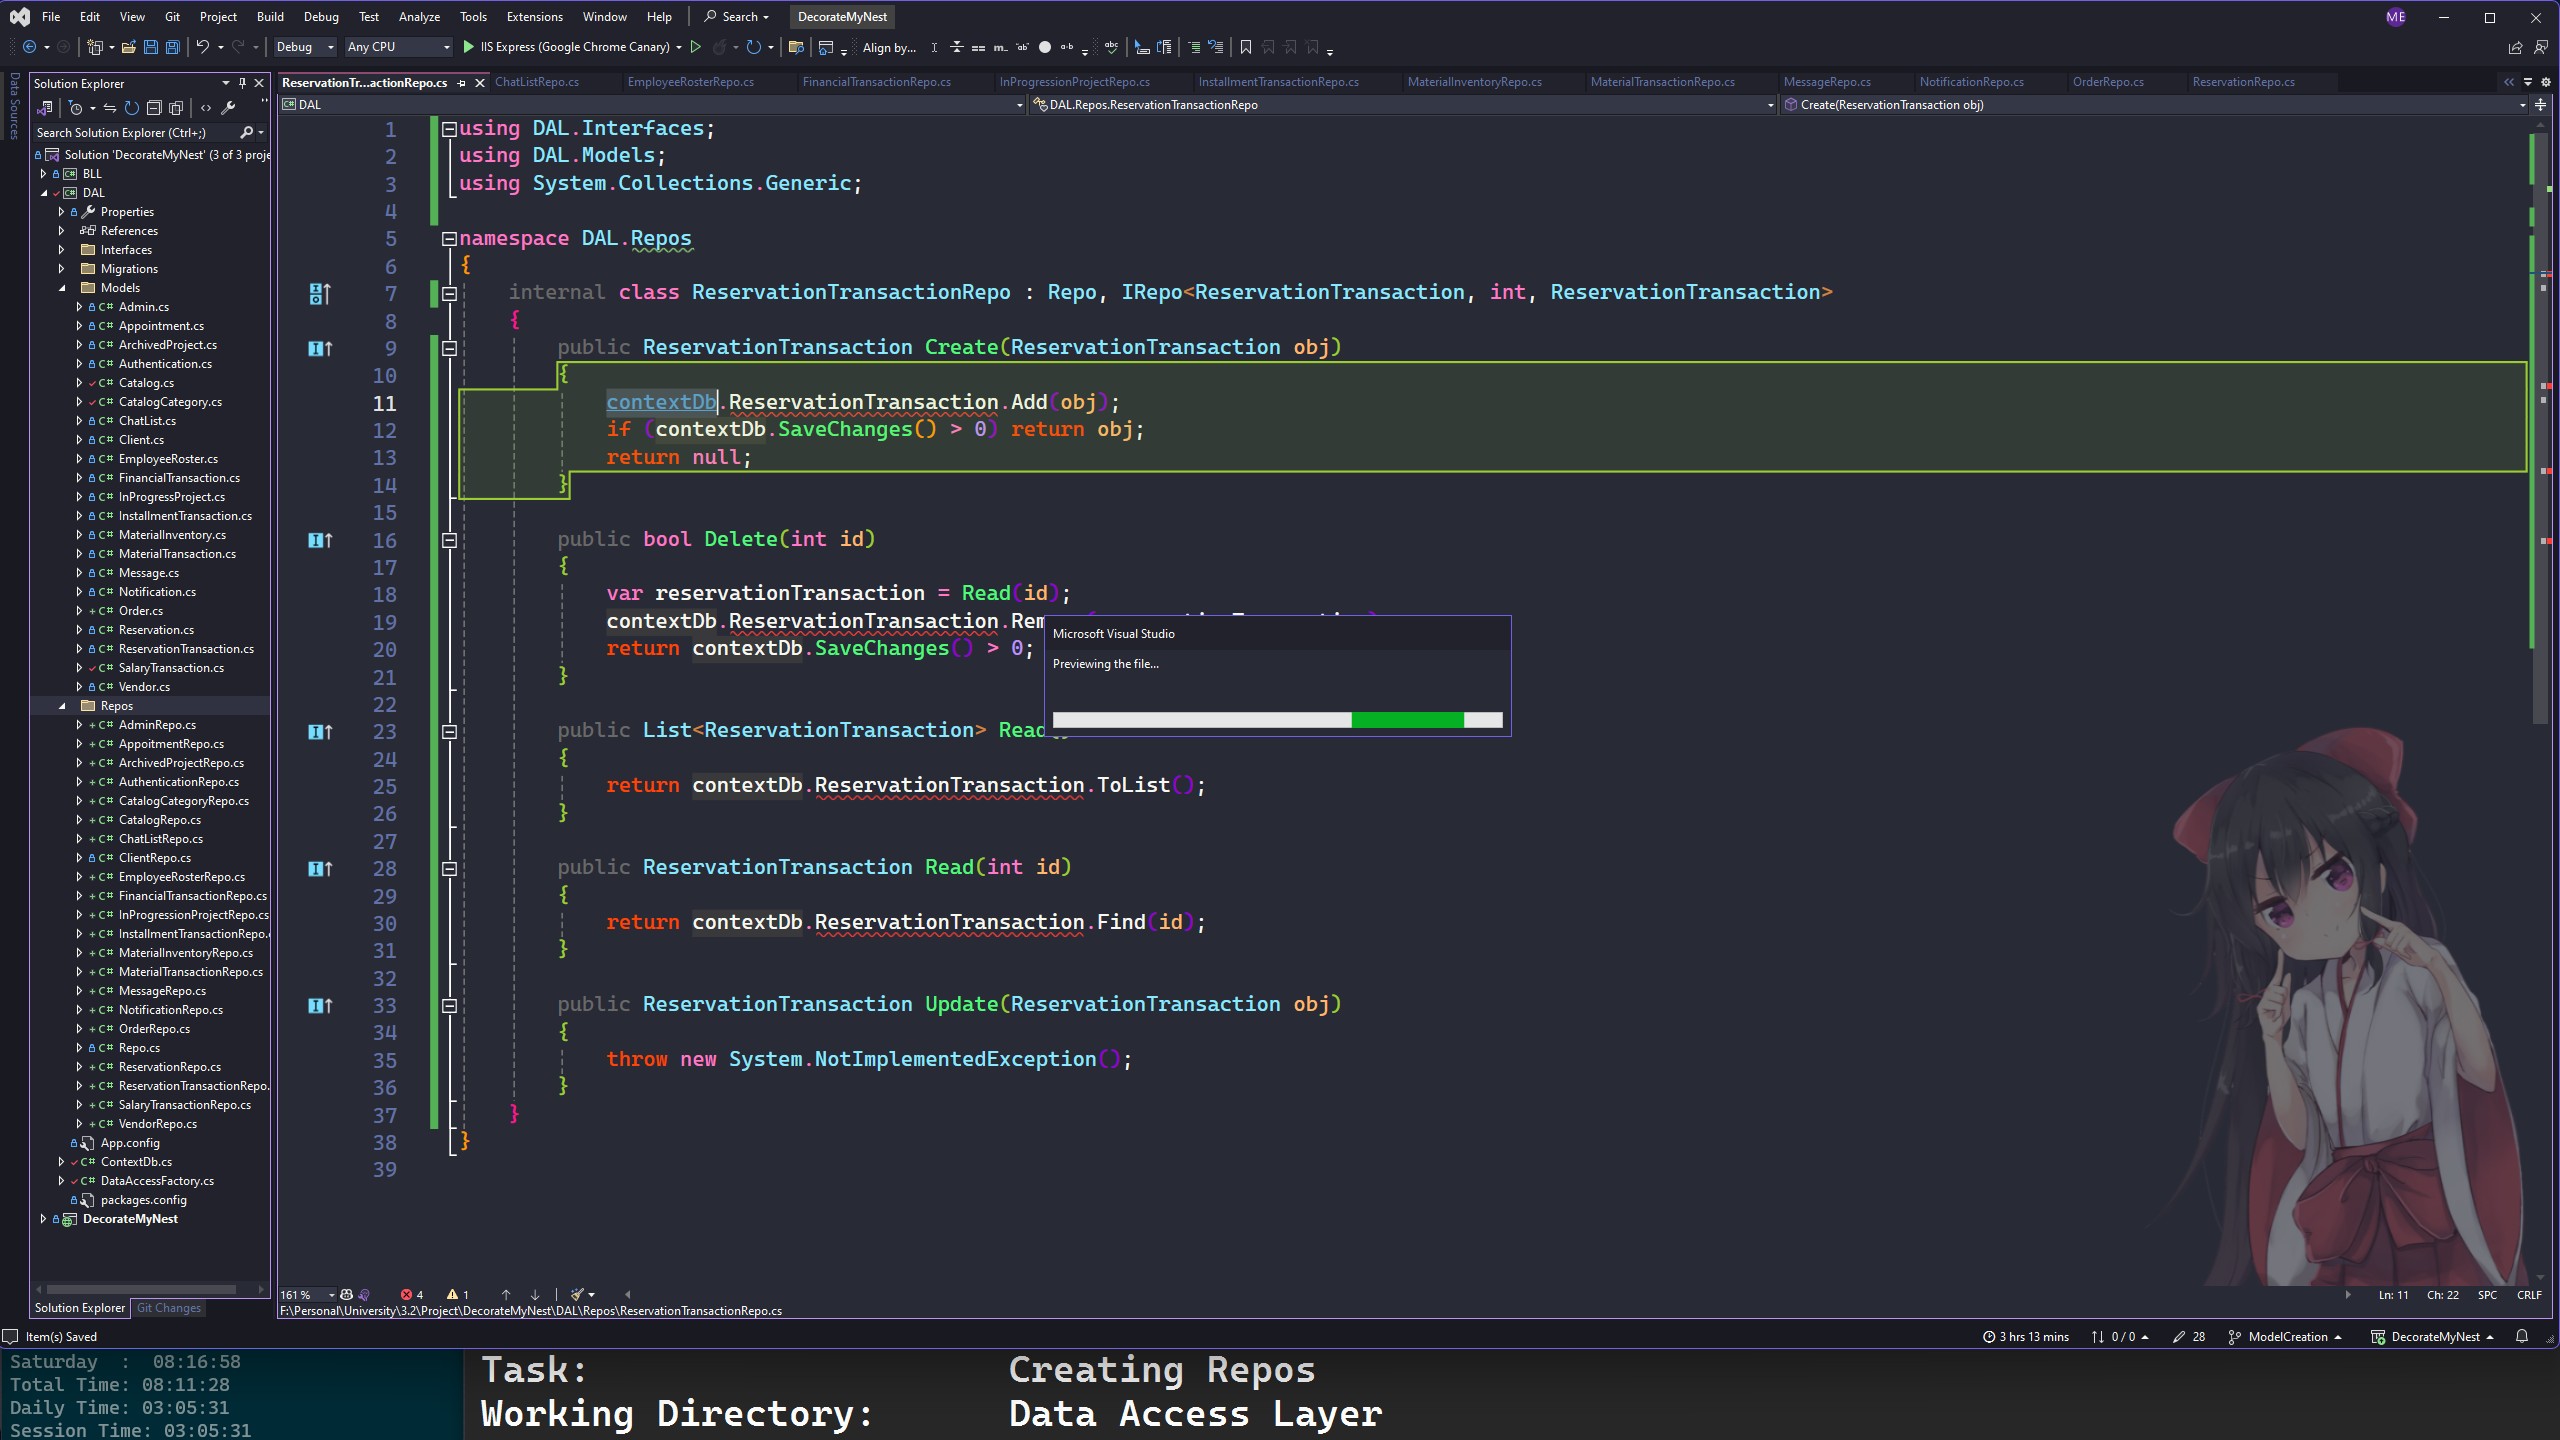 File Edit View Git Project Build Debug Test Analyze Tools Extensions Window Help Search DecorateMyNest ME
Debug Any CPU IIS Express (Google Chrome Canary) Align by...
Data Sources
Solution Explorer
Search Solution Explorer (Ctrl+;)
Solution 'DecorateMyNest' (3 of 3 proje
BLL
DAL
Properties
References
Interfaces
Migrations
Models
C# Admin.cs
C# Appointment.cs
C# ArchivedProject.cs
C# Authentication.cs
C# Catalog.cs
C# CatalogCategory.cs
C# ChatList.cs
C# Client.cs
C# EmployeeRoster.cs
C# FinancialTransaction.cs
C# InProgressProject.cs
C# InstallmentTransaction.cs
C# MaterialInventory.cs
C# MaterialTransaction.cs
C# Message.cs
C# Notification.cs
C# Order.cs
C# Reservation.cs
C# ReservationTransaction.cs
C# SalaryTransaction.cs
C# Vendor.cs
Repos
C# AdminRepo.cs
C# AppoitmentRepo.cs
C# ArchivedProjectRepo.cs
C# AuthenticationRepo.cs
C# CatalogCategoryRepo.cs
C# CatalogRepo.cs
C# ChatListRepo.cs
C# ClientRepo.cs
C# EmployeeRosterRepo.cs
C# FinancialTransactionRepo.cs
C# InProgressionProjectRepo.cs
C# InstallmentTransactionRepo.
C# MaterialInventoryRepo.cs
C# MaterialTransactionRepo.cs
C# MessageRepo.cs
C# NotificationRepo.cs
C# OrderRepo.cs
C# Repo.cs
C# ReservationRepo.cs
C# ReservationTransactionRepo.
C# SalaryTransactionRepo.cs
C# VendorRepo.cs
App.config
C# ContextDb.cs
C# DataAccessFactory.cs
packages.config
DecorateMyNest
Solution Explorer Git Changes
ReservationTr...actionRepo.cs ChatListRepo.cs EmployeeRosterRepo.cs FinancialTransactionRepo.cs InProgressionProjectRepo.cs InstallmentTransactionRepo.cs MaterialInventoryRepo.cs MaterialTransactionRepo.cs MessageRepo.cs NotificationRepo.cs OrderRepo.cs ReservationRepo.cs
C# DAL DAL.Repos.ReservationTransactionRepo Create(ReservationTransaction obj)
1 using DAL.Interfaces;
2 using DAL.Models;
3 using System.Collections.Generic;
4
5 namespace DAL.Repos
6 {
7 internal class ReservationTransactionRepo : Repo, IRepo<ReservationTransaction, int, ReservationTransaction>
8 {
9 public ReservationTransaction Create(ReservationTransaction obj)
10 {
11 contextDb.ReservationTransaction.Add(obj);
12 if (contextDb.SaveChanges() > 0) return obj;
13 return null;
14 }
15
16 public bool Delete(int id)
17 {
18 var reservationTransaction = Read(id);
19 contextDb.ReservationTransaction.Rem
20 return contextDb.SaveChanges() > 0;
21 }
22
23 public List<ReservationTransaction> Read
24 {
25 return contextDb.ReservationTransaction.ToList();
26 }
27
28 public ReservationTransaction Read(int id)
29 {
30 return contextDb.ReservationTransaction.Find(id);
31 }
32
33 public ReservationTransaction Update(ReservationTransaction obj)
34 {
35 throw new System.NotImplementedException();
36 }
37 }
38 }
39
Microsoft Visual Studio
Previewing the file...
161 % 4 1 Ln: 11 Ch: 22 SPC CRLF
F:\Personal\University\3.2\Project\DecorateMyNest\DAL\Repos\ReservationTransactionRepo.cs
Item(s) Saved 3 hrs 13 mins 0 / 0 28 ModelCreation DecorateMyNest
Saturday : 08:16:58
Total Time: 08:11:28
Daily Time: 03:05:31
Session Time: 03:05:31
Task: Creating Repos
Working Directory: Data Access Layer